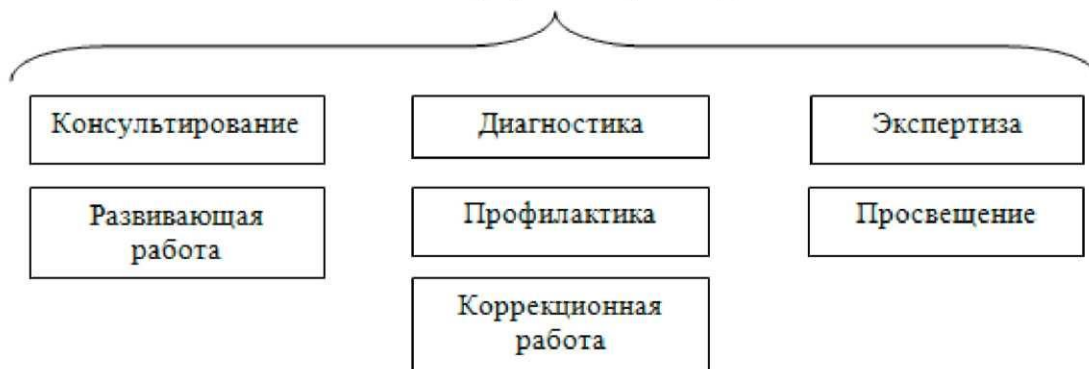 Консультирование
Диагностика
Экспертиза
Развивающая
работа
Профилактика
Просвещение
Коррекционная
работа